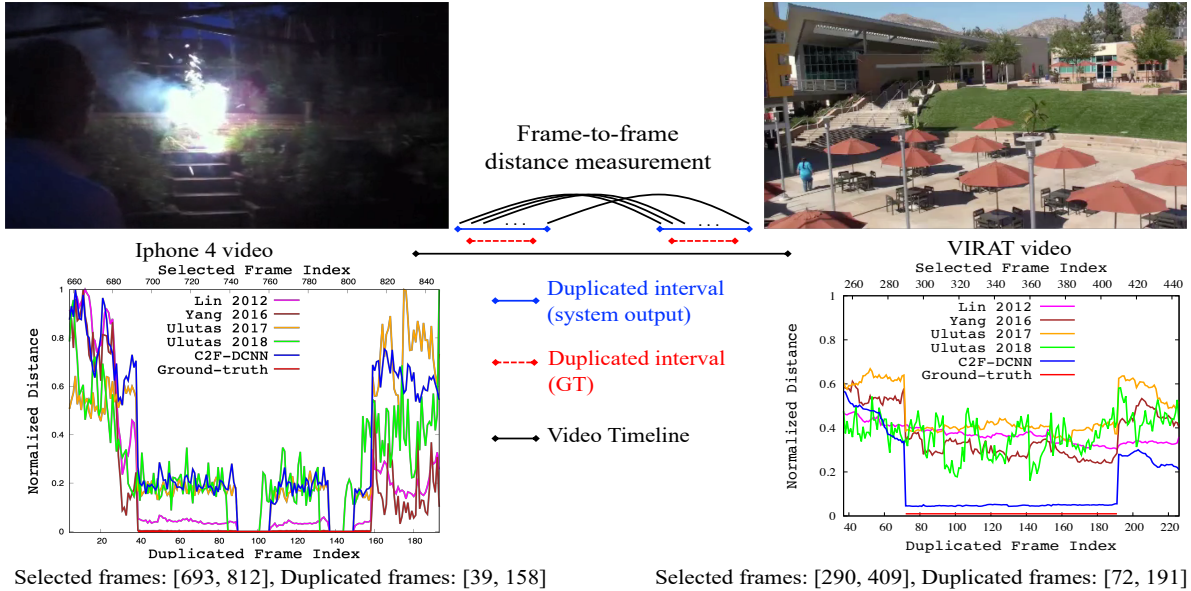 Frame-to-frame
distance measurement
. . .
. . .
Iphone 4 video
VIRAT video
Selected Frame Index
660 680 700 720 740 760 780 800 820 840
Lin 2012
Yang 2016
Ulutas 2017
Ulutas 2018
C2F-DCNN
Ground-truth
Normalized Distance
1
0.8
0.6
0.4
0.2
0
20 40 60 80 100 120 140 160 180
Duplicated Frame Index
Duplicated interval
(system output)
Duplicated interval
(GT)
Video Timeline
Selected Frame Index
260 280 300 320 340 360 380 400 420 440
Lin 2012
Yang 2016
Ulutas 2017
Ulutas 2018
C2F-DCNN
Ground-truth
Normalized Distance
1
0.8
0.6
0.4
0.2
0
40 60 80 100 120 140 160 180 200 220
Duplicated Frame Index
Selected frames: [693, 812], Duplicated frames: [39, 158]
Selected frames: [290, 409], Duplicated frames: [72, 191]